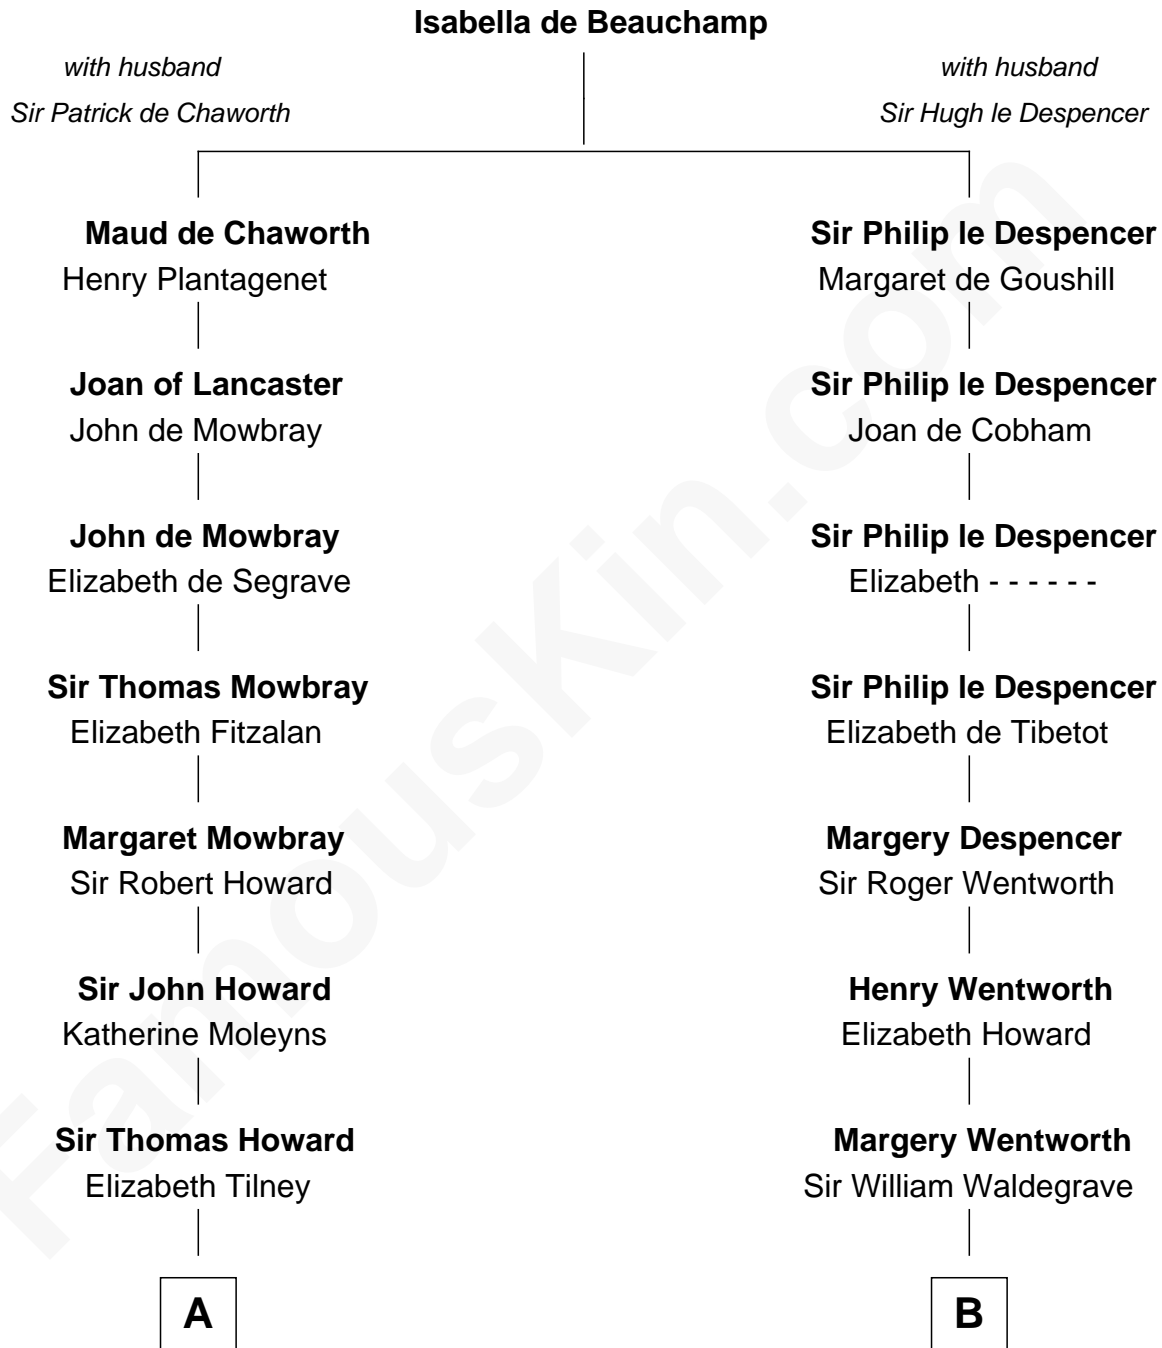 Isabella de Beauchamp
with husband
Sir Patrick de Chaworth
with husband
Sir Hugh le Despencer
Maud de Chaworth
Henry Plantagenet
Sir Philip le Despencer
Margaret de Goushill
Joan of Lancaster
John de Mowbray
Sir Philip le Despencer
Joan de Cobham
John de Mowbray
Elizabeth de Segrave
Sir Philip le Despencer
Elizabeth - - - - - -
Sir Thomas Mowbray
Elizabeth Fitzalan
Sir Philip le Despencer
Elizabeth de Tibetot
Margaret Mowbray
Sir Robert Howard
Margery Despencer
Sir Roger Wentworth
Sir John Howard
Katherine Moleyns
Henry Wentworth
Elizabeth Howard
Sir Thomas Howard
Elizabeth Tilney
Margery Wentworth
Sir William Waldegrave
A
B
FamousKin.com